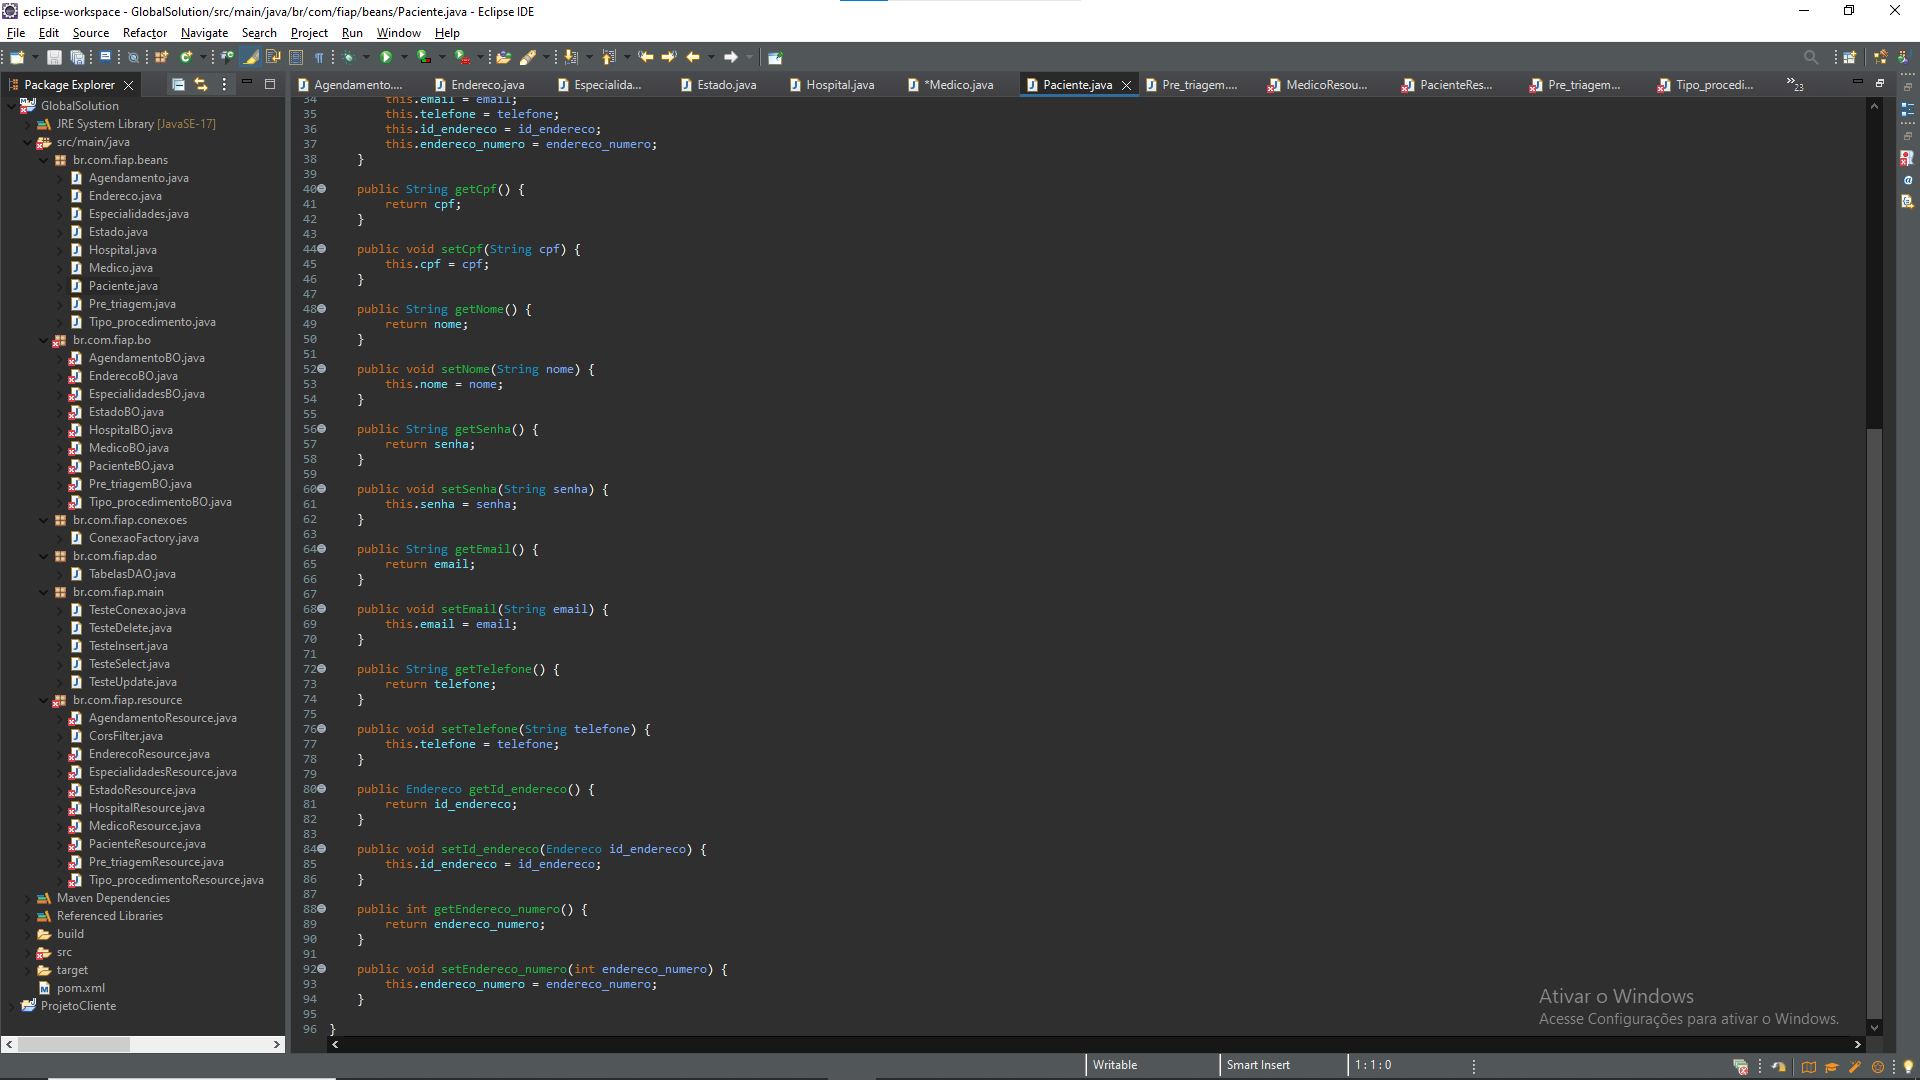 eclipse-workspace - GlobalSolution/src/main/java/br/com/fiap/beans/Paciente.java - Eclipse IDE
File Edit Source Refactor Navigate Search Project Run Window Help
Package Explorer
Agendamento.... Endereco.java Especialida... Estado.java Hospital.java *Medico.java Paciente.java Pre_triagem.... MedicoResou... PacienteRes... Pre_triagem... Tipo_procedi... »23
GlobalSolution
JRE System Library [JavaSE-17]
src/main/java
br.com.fiap.beans
Agendamento.java
Endereco.java
Especialidades.java
Estado.java
Hospital.java
Medico.java
Paciente.java
Pre_triagem.java
Tipo_procedimento.java
br.com.fiap.bo
AgendamentoBO.java
EnderecoBO.java
EspecialidadesBO.java
EstadoBO.java
HospitalBO.java
MedicoBO.java
PacienteBO.java
Pre_triagemBO.java
Tipo_procedimentoBO.java
br.com.fiap.conexoes
ConexaoFactory.java
br.com.fiap.dao
TabelasDAO.java
br.com.fiap.main
TesteConexao.java
TesteDelete.java
TesteInsert.java
TesteSelect.java
TesteUpdate.java
br.com.fiap.resource
AgendamentoResource.java
CorsFilter.java
EnderecoResource.java
EspecialidadesResource.java
EstadoResource.java
HospitalResource.java
MedicoResource.java
PacienteResource.java
Pre_triagemResource.java
Tipo_procedimentoResource.java
Maven Dependencies
Referenced Libraries
build
src
target
pom.xml
ProjetoCliente
34 this.email = email;
35 this.telefone = telefone;
36 this.id_endereco = id_endereco;
37 this.endereco_numero = endereco_numero;
38 }
39
40 public String getCpf() {
41 return cpf;
42 }
43
44 public void setCpf(String cpf) {
45 this.cpf = cpf;
46 }
47
48 public String getNome() {
49 return nome;
50 }
51
52 public void setNome(String nome) {
53 this.nome = nome;
54 }
55
56 public String getSenha() {
57 return senha;
58 }
59
60 public void setSenha(String senha) {
61 this.senha = senha;
62 }
63
64 public String getEmail() {
65 return email;
66 }
67
68 public void setEmail(String email) {
69 this.email = email;
70 }
71
72 public String getTelefone() {
73 return telefone;
74 }
75
76 public void setTelefone(String telefone) {
77 this.telefone = telefone;
78 }
79
80 public Endereco getId_endereco() {
81 return id_endereco;
82 }
83
84 public void setId_endereco(Endereco id_endereco) {
85 this.id_endereco = id_endereco;
86 }
87
88 public int getEndereco_numero() {
89 return endereco_numero;
90 }
91
92 public void setEndereco_numero(int endereco_numero) {
93 this.endereco_numero = endereco_numero;
94 }
95
96 }
Ativar o Windows
Acesse Configurações para ativar o Windows.
Writable Smart Insert 1 : 1 : 0